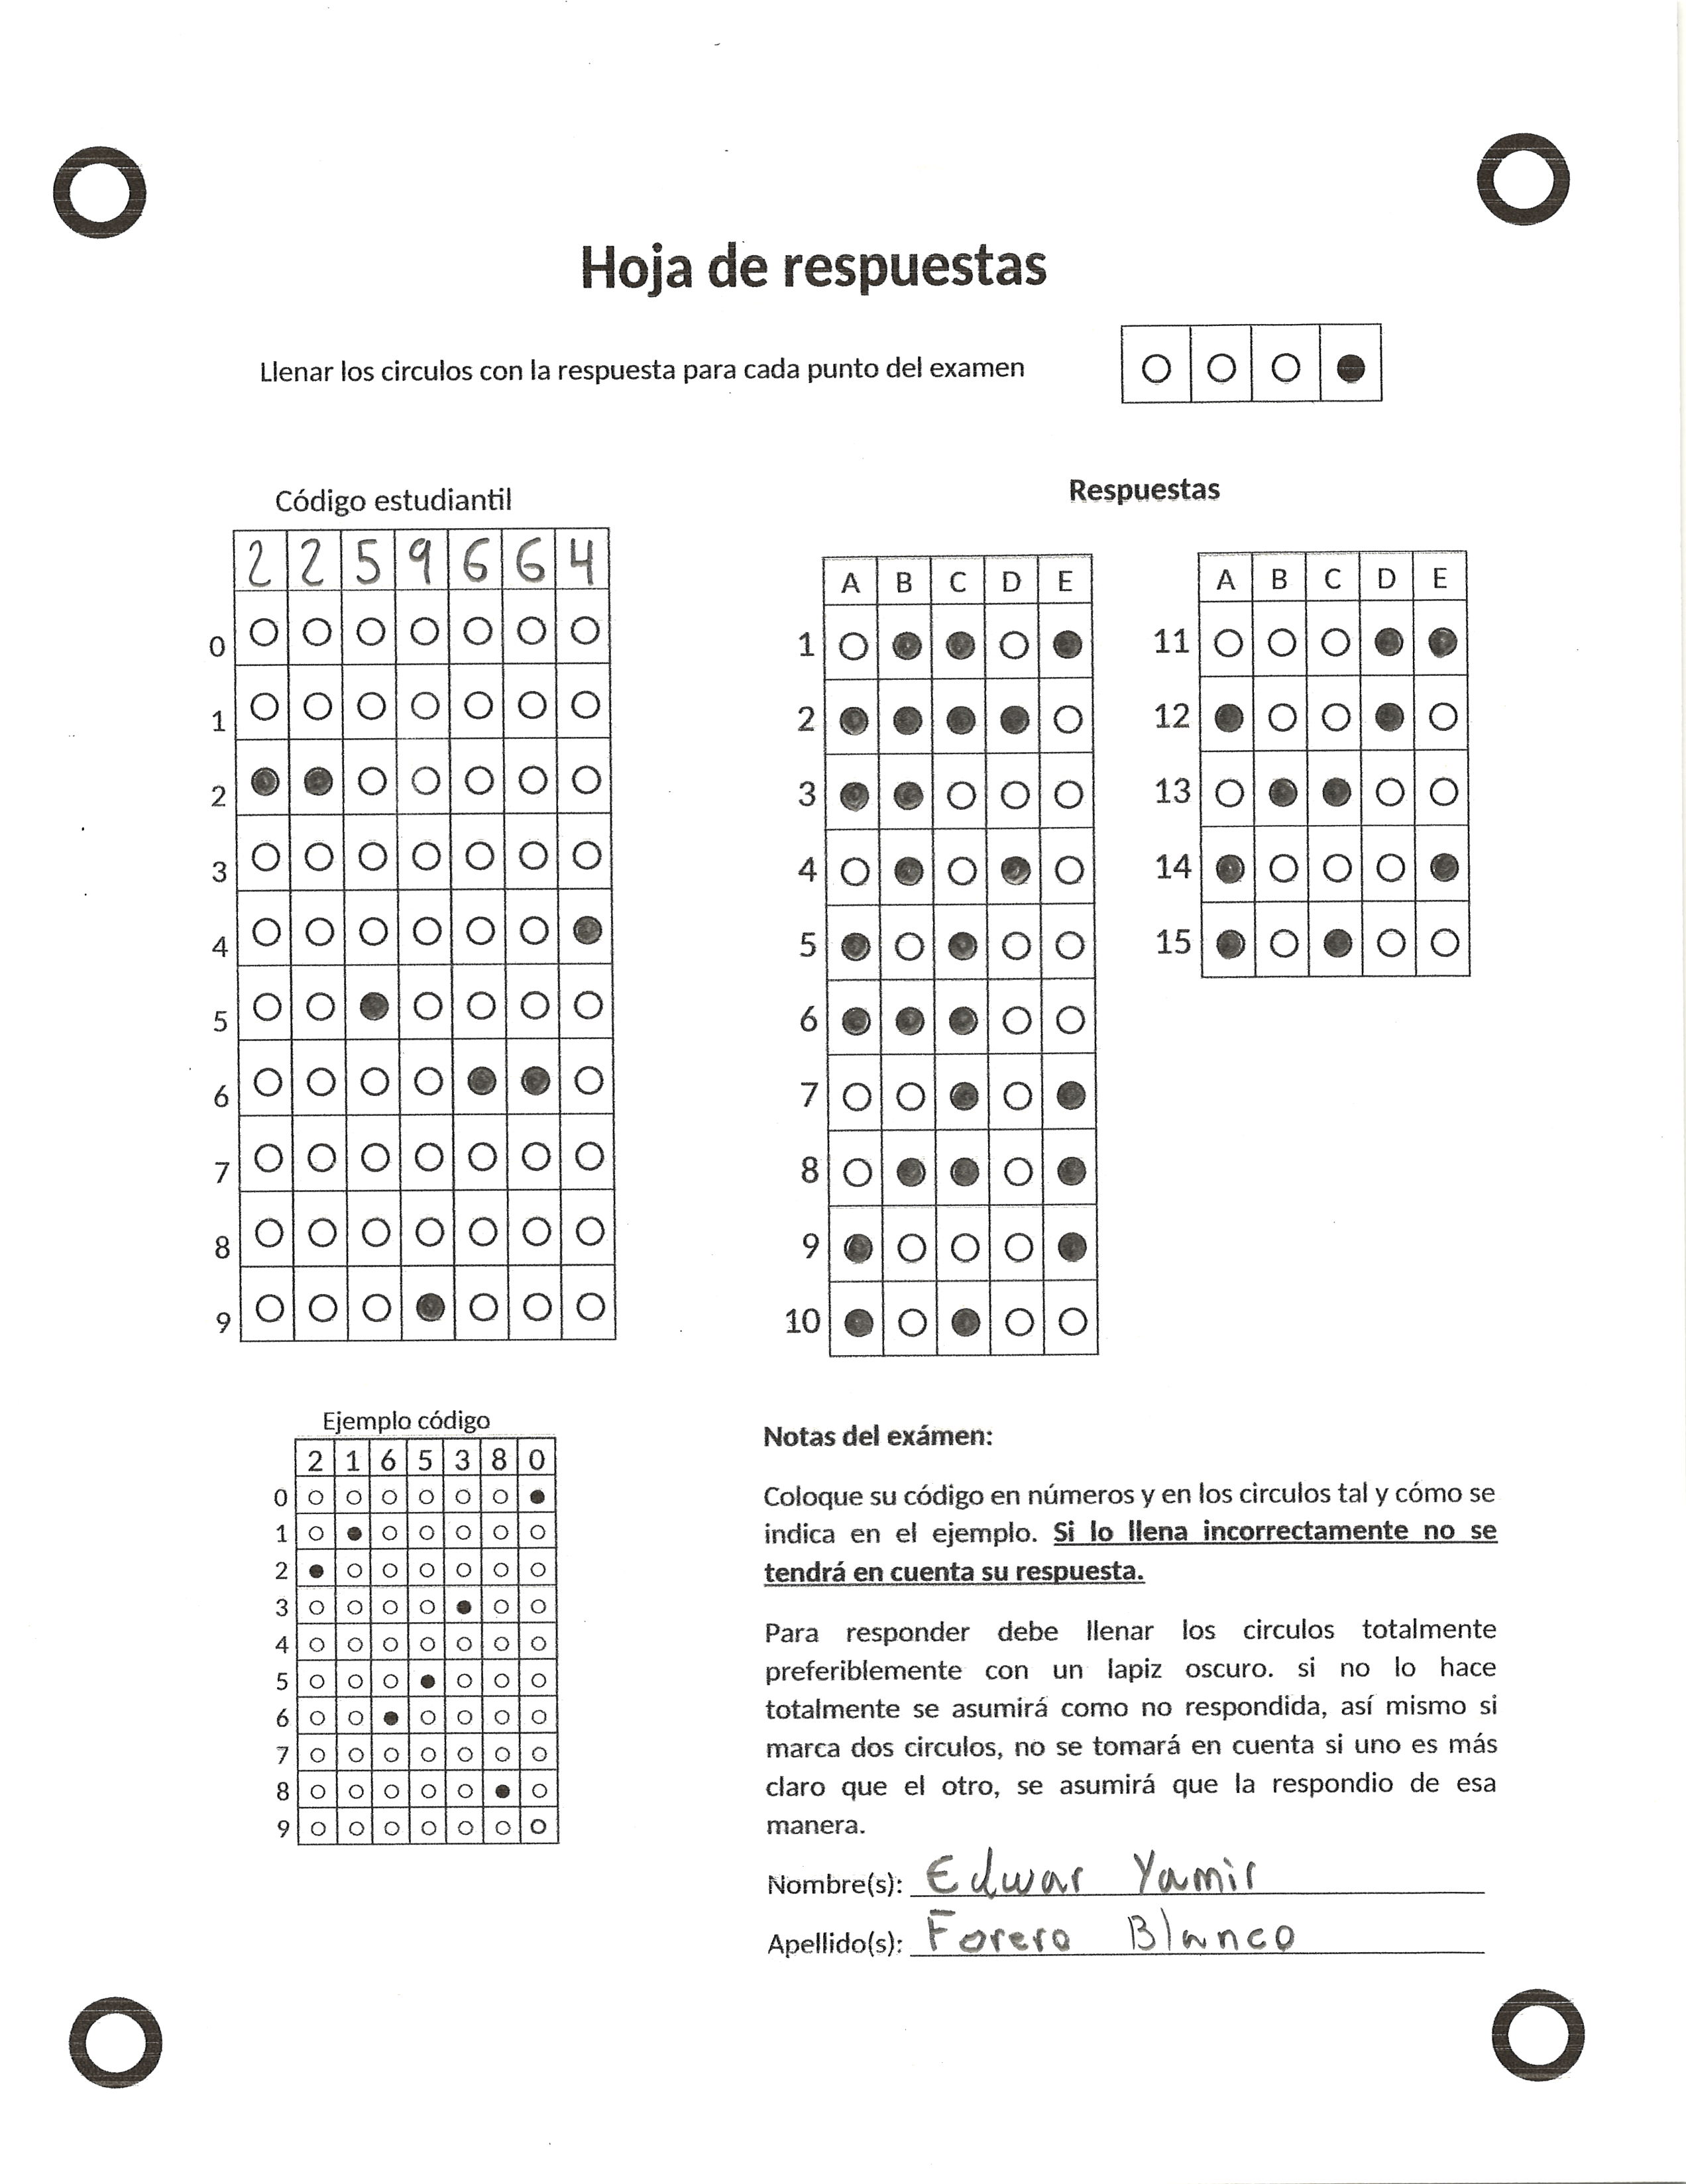 Hoja de respuestas
Llenar los circulos con la respuesta para cada punto del examen
Código estudiantil
2 2 5 9 6 6 4
0
1
2
3
4
5
6
7
8
9
Respuestas
A B C D E
1
2
3
4
5
6
7
8
9
10
A B C D E
11
12
13
14
15
Ejemplo código
2 1 6 5 3 8 0
0
1
2
3
4
5
6
7
8
9
Notas del exámen:
Coloque su código en números y en los circulos tal y cómo se
indica en el ejemplo. Si lo llena incorrectamente no se
tendrá en cuenta su respuesta.
Para responder debe llenar los circulos totalmente
preferiblemente con un lapiz oscuro. si no lo hace
totalmente se asumirá como no respondida, así mismo si
marca dos circulos, no se tomará en cuenta si uno es más
claro que el otro, se asumirá que la respondio de esa
manera.
Nombre(s): Edwar Yamir
Apellido(s): Forero Blanco